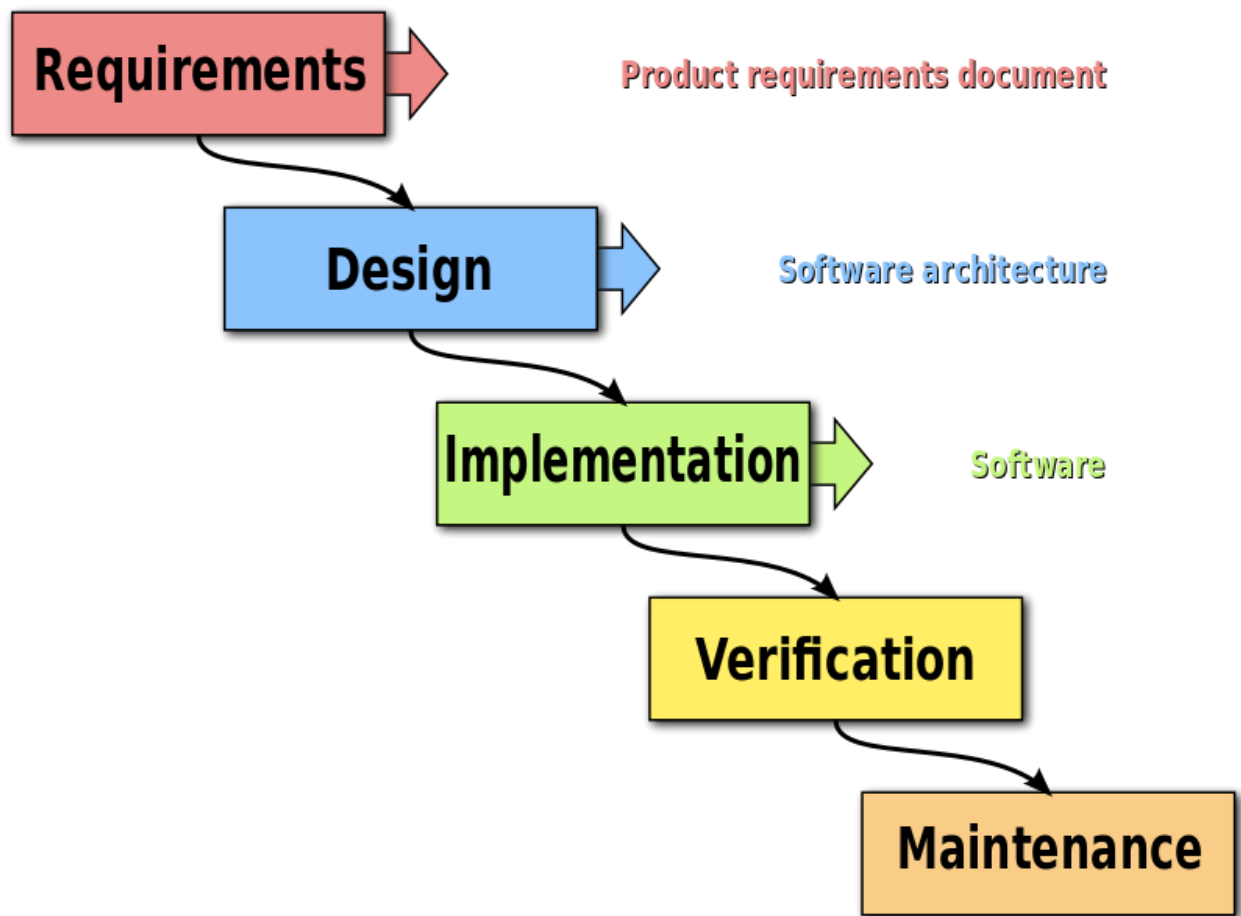 Requirements
Product requirements document
Design
Software architecture
Implementation
Software
Verification
Maintenance